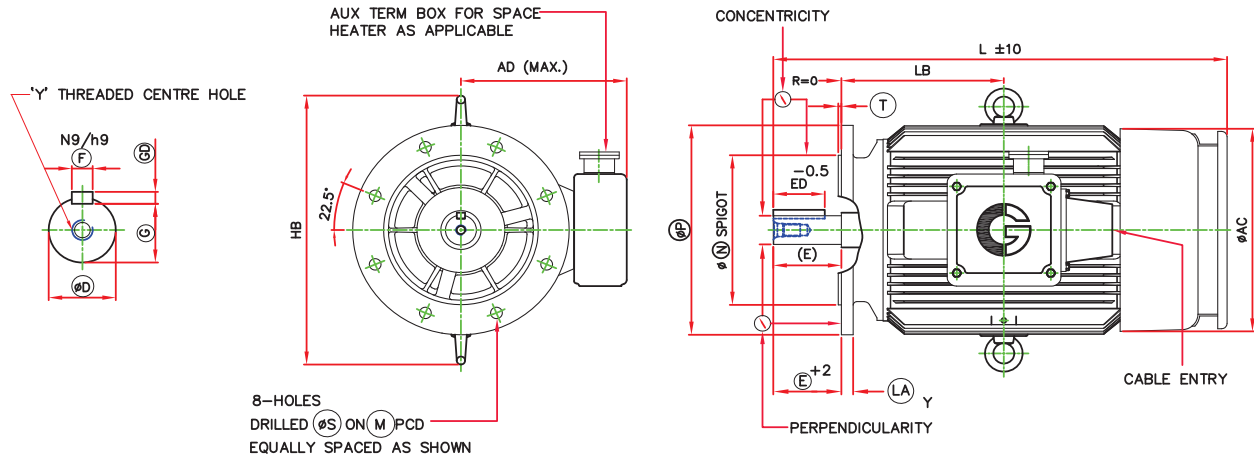 'Y' THREADED CENTRE HOLE
N9/h9
F
GD
G
øD
AUX TERM BOX FOR SPACE
HEATER AS APPLICABLE
AD (MAX.)
HB
22.5°
8-HOLES
DRILLED øS ON M PCD
EQUALLY SPACED AS SHOWN
CONCENTRICITY
L ±10
R=0
LB
T
-0.5
ED
øP
ø N SPIGOT
(E)
øAC
E +2
LA
Y
CABLE ENTRY
PERPENDICULARITY